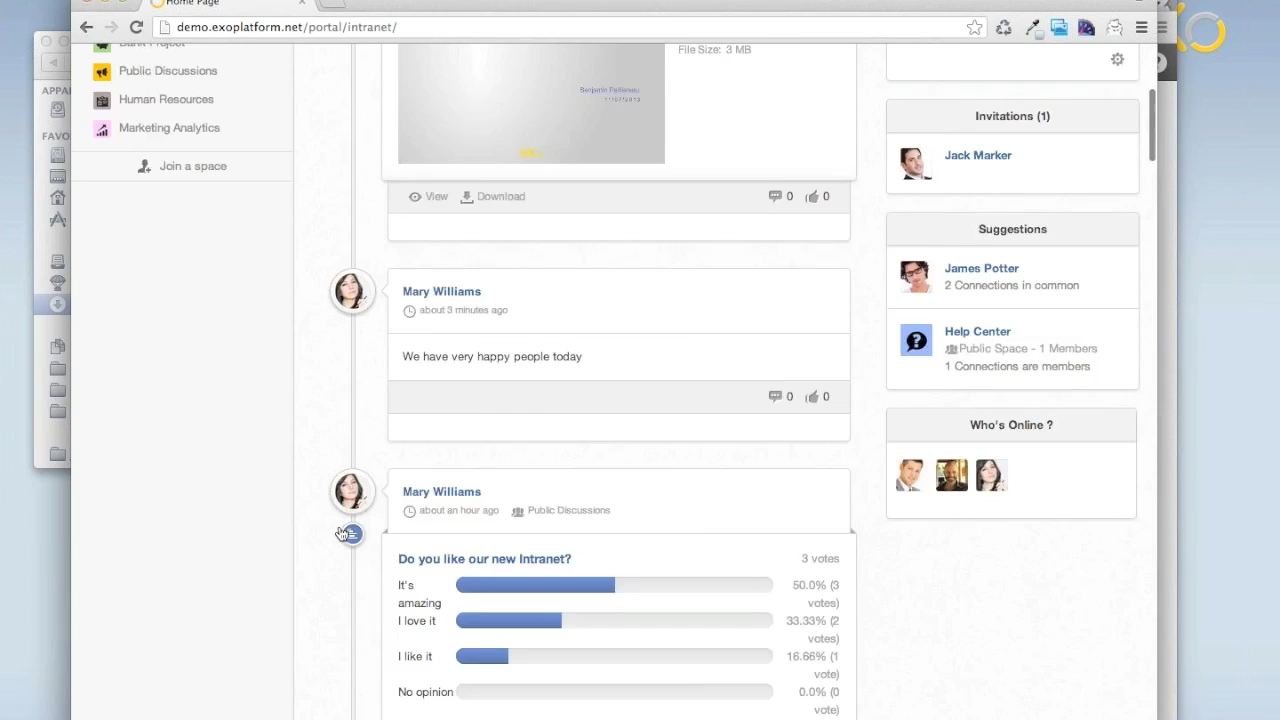 Home Page
demo.exoplatform.net/portal/intranet/
APPA
FAVO
Bank Project
Public Discussions
Human Resources
Marketing Analytics
Join a space
File Size: 3 MB
View
Download
0
0
Mary Williams
about 3 minutes ago
We have very happy people today
0
0
Mary Williams
about an hour ago
Public Discussions
Do you like our new Intranet?
3 votes
It's amazing
50.0% (3 votes)
I love it
33.33% (2 votes)
I like it
16.66% (1 vote)
No opinion
0.0% (0 vote)
Invitations (1)
Jack Marker
Suggestions
James Potter
2 Connections in common
Help Center
Public Space - 1 Members
1 Connections are members
Who's Online ?